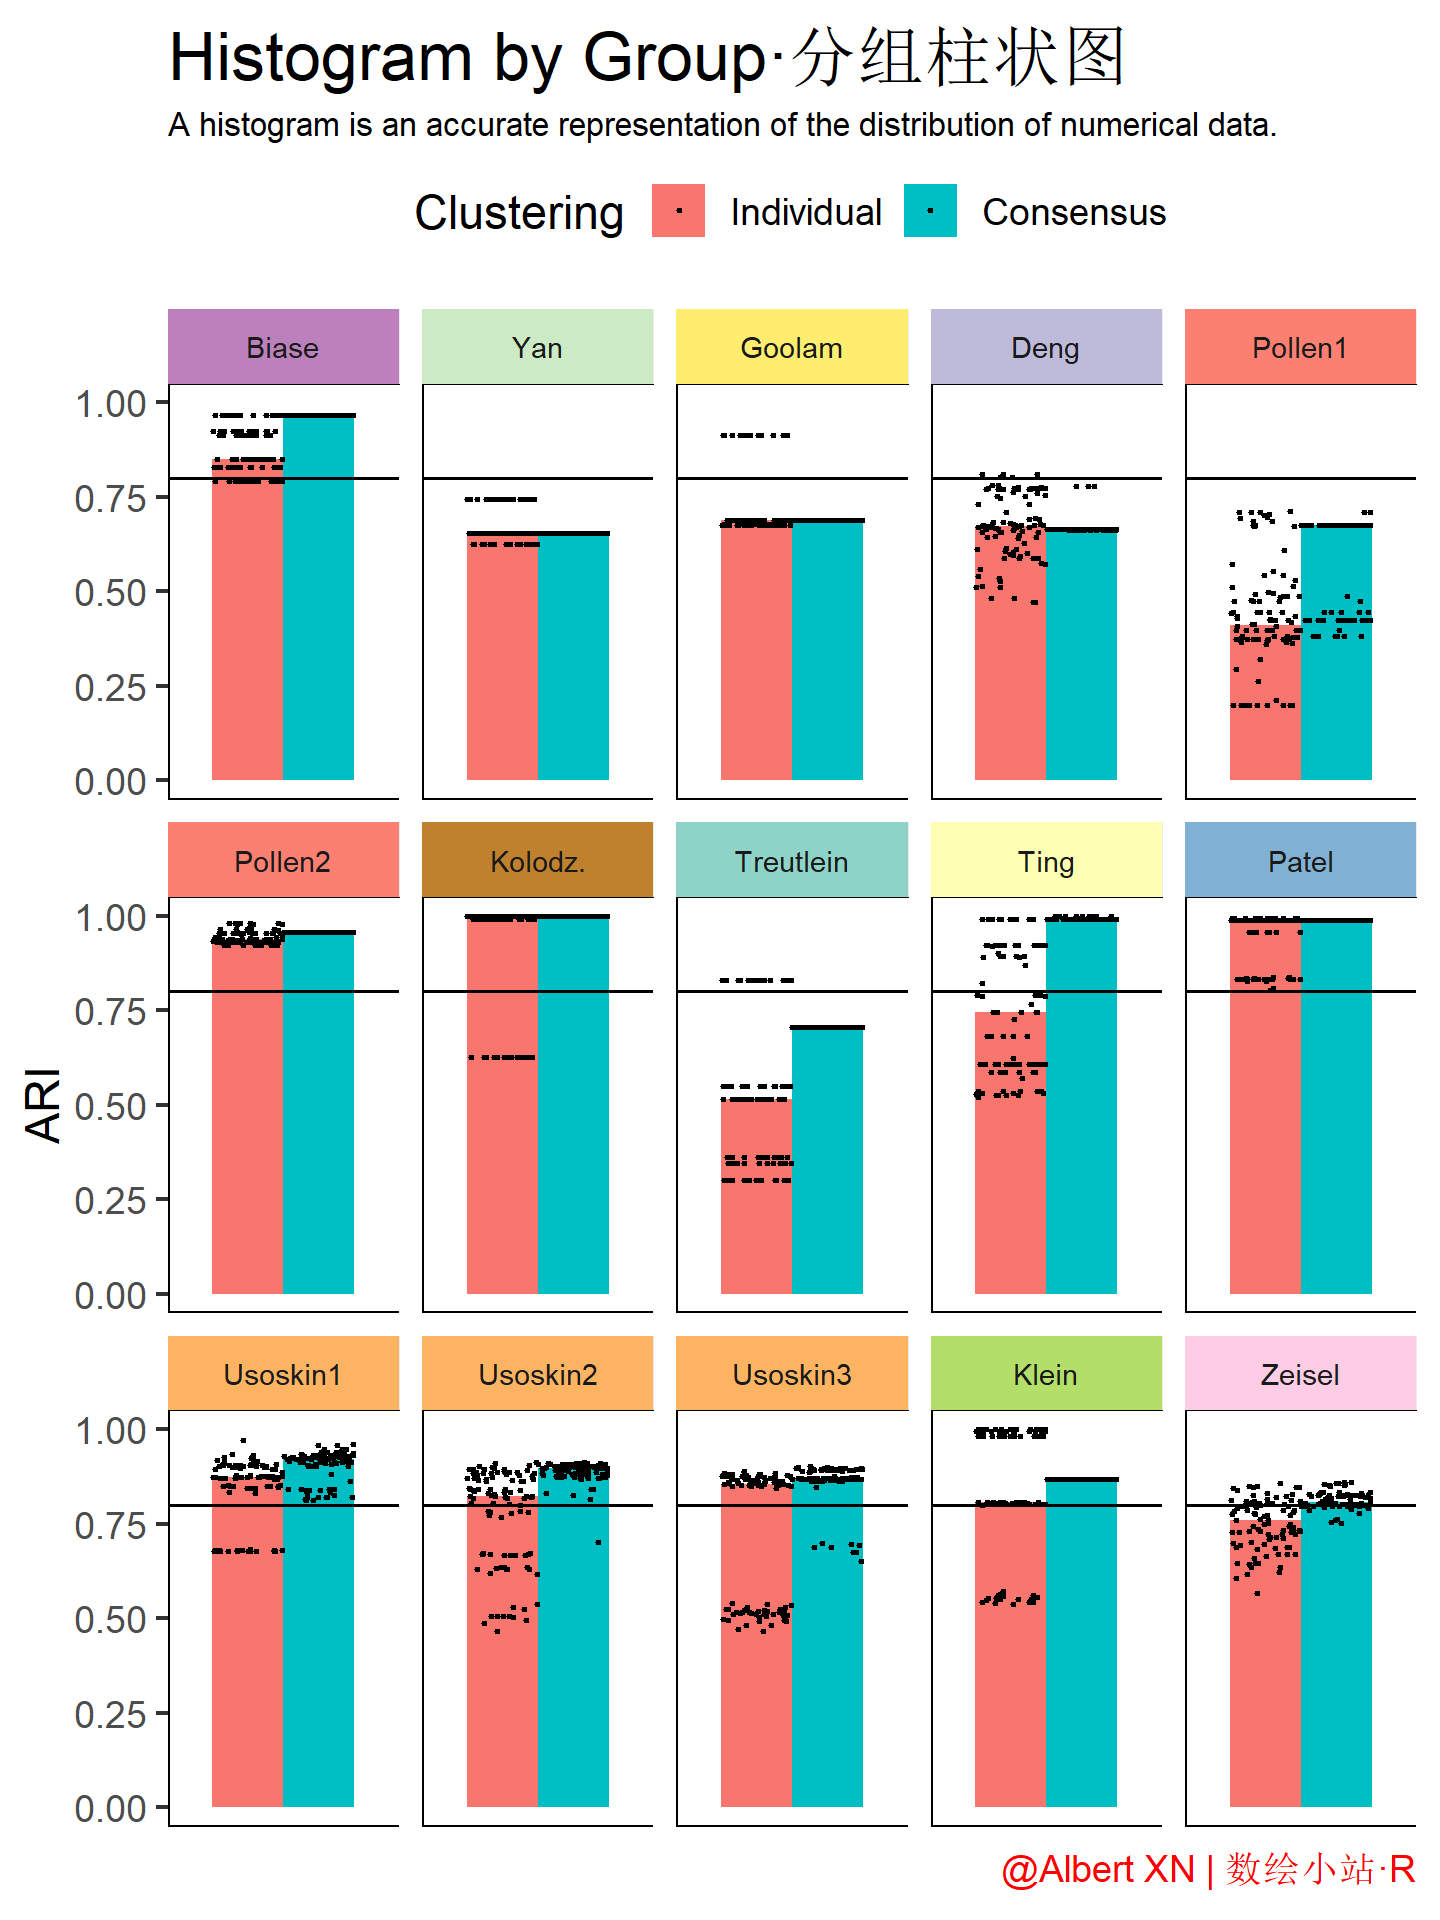 Histogram by Group·分组柱状图
A histogram is an accurate representation of the distribution of numerical data.
Clustering Individual Consensus
Biase Yan Goolam Deng Pollen1
1.00
0.75
0.50
0.25
0.00
Pollen2 Kolodz. Treutlein Ting Patel
1.00
0.75
0.50
0.25
0.00
ARI
Usoskin1 Usoskin2 Usoskin3 Klein Zeisel
1.00
0.75
0.50
0.25
0.00
@Albert XN | 数绘小站·R